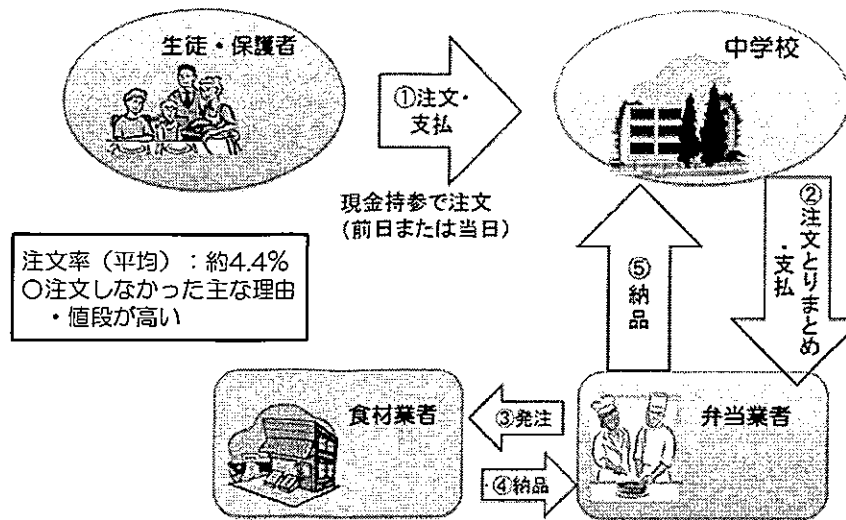 生徒・保護者
①注文・
支払
中学校
現金持参で注文
(前日または当日)
注文率（平均）：約4.4%
○注文しなかった主な理由
・値段が高い
②注文とりまとめ
・支払
⑤納品
食材業者
③発注
④納品
弁当業者